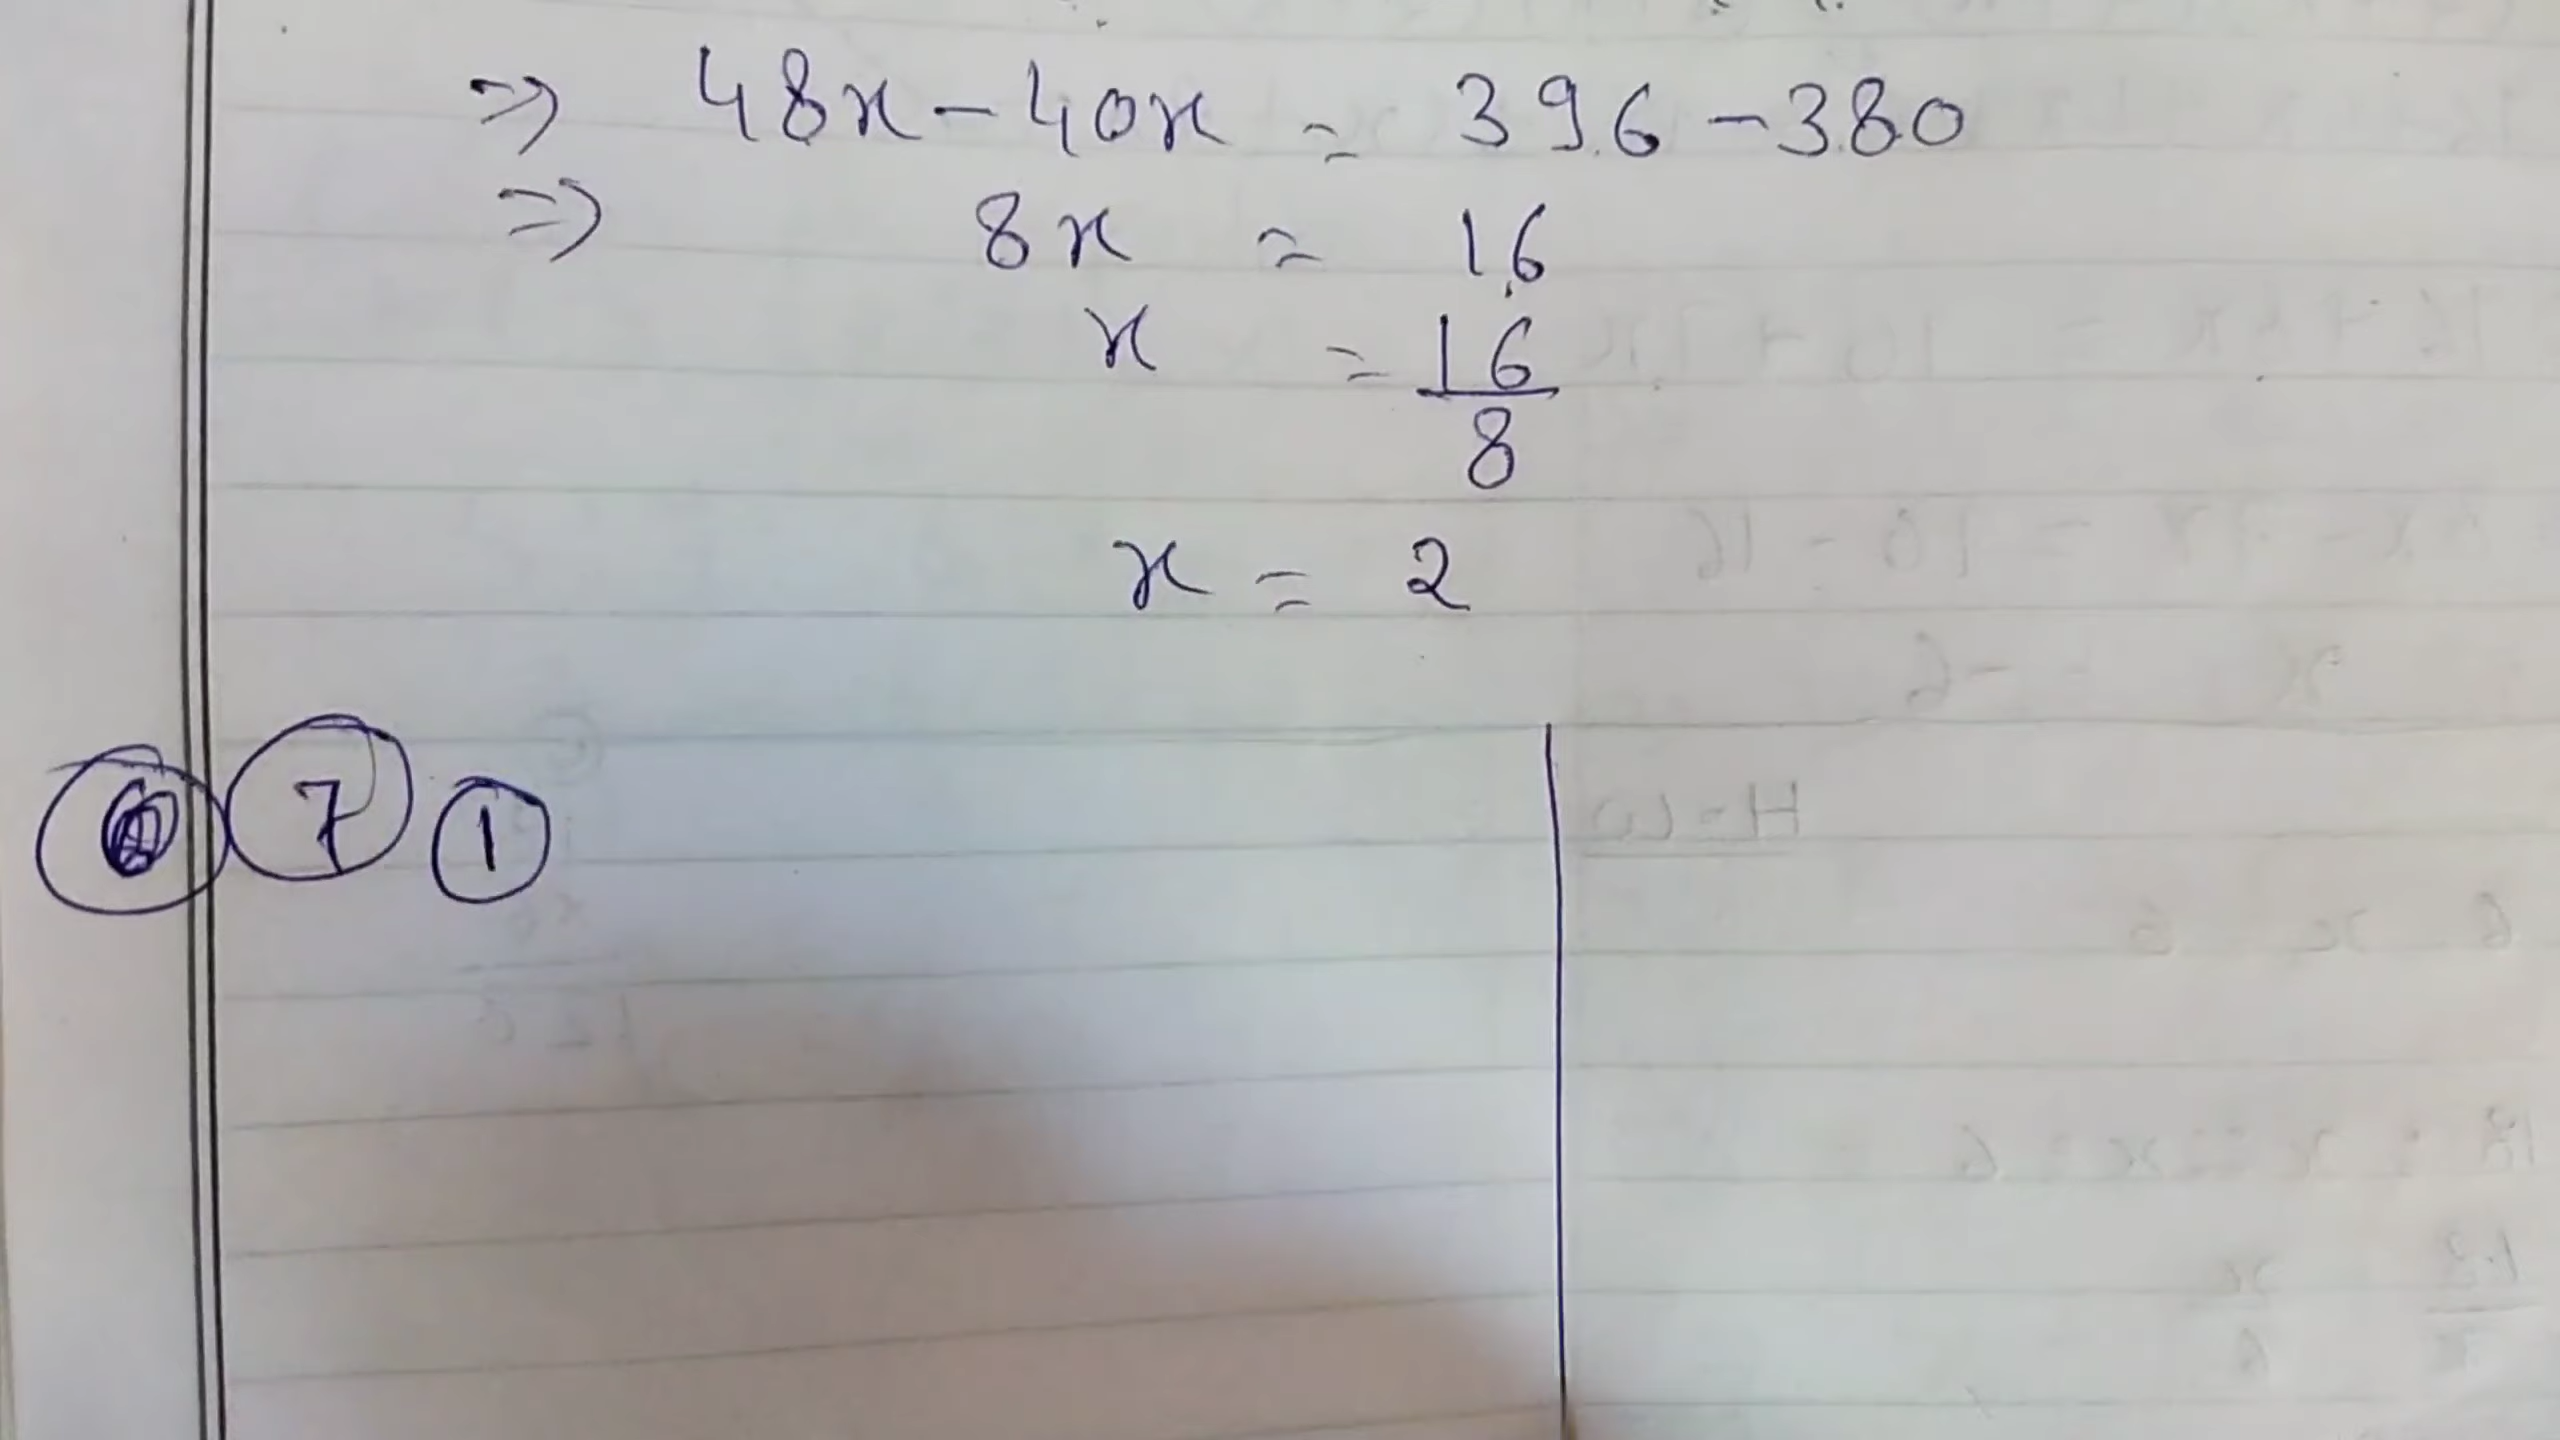 ⇒ 48x - 40x = 396 - 380
⇒ 8x = 16
x = 16/8
x = 2
7 1